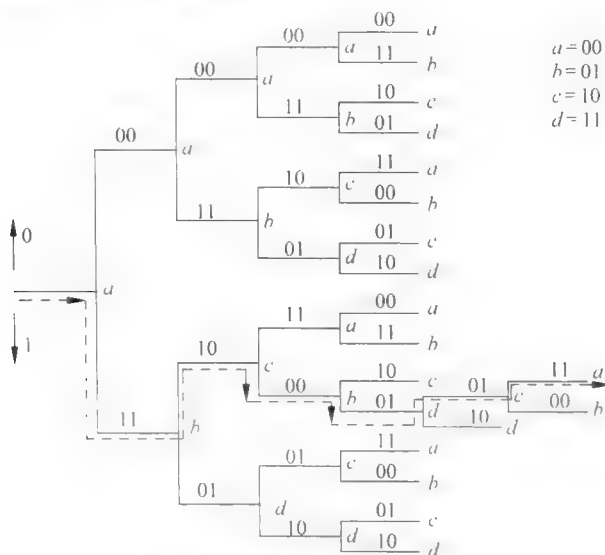 00 a
00 a 11 b a = 00
00 a b = 01
11 10 c c = 10
b 01 d d = 11
00 a
11 a
10 c 00 b
11 b
01 c
01 d 10 d
0
a
00 a
11 a 11 b
1
10 c
10 c 01 11 a
00 b 01 d c 00 b
10 d
11 b
11 a
01 c 00 b
01 d
01 c
10 d 10 d